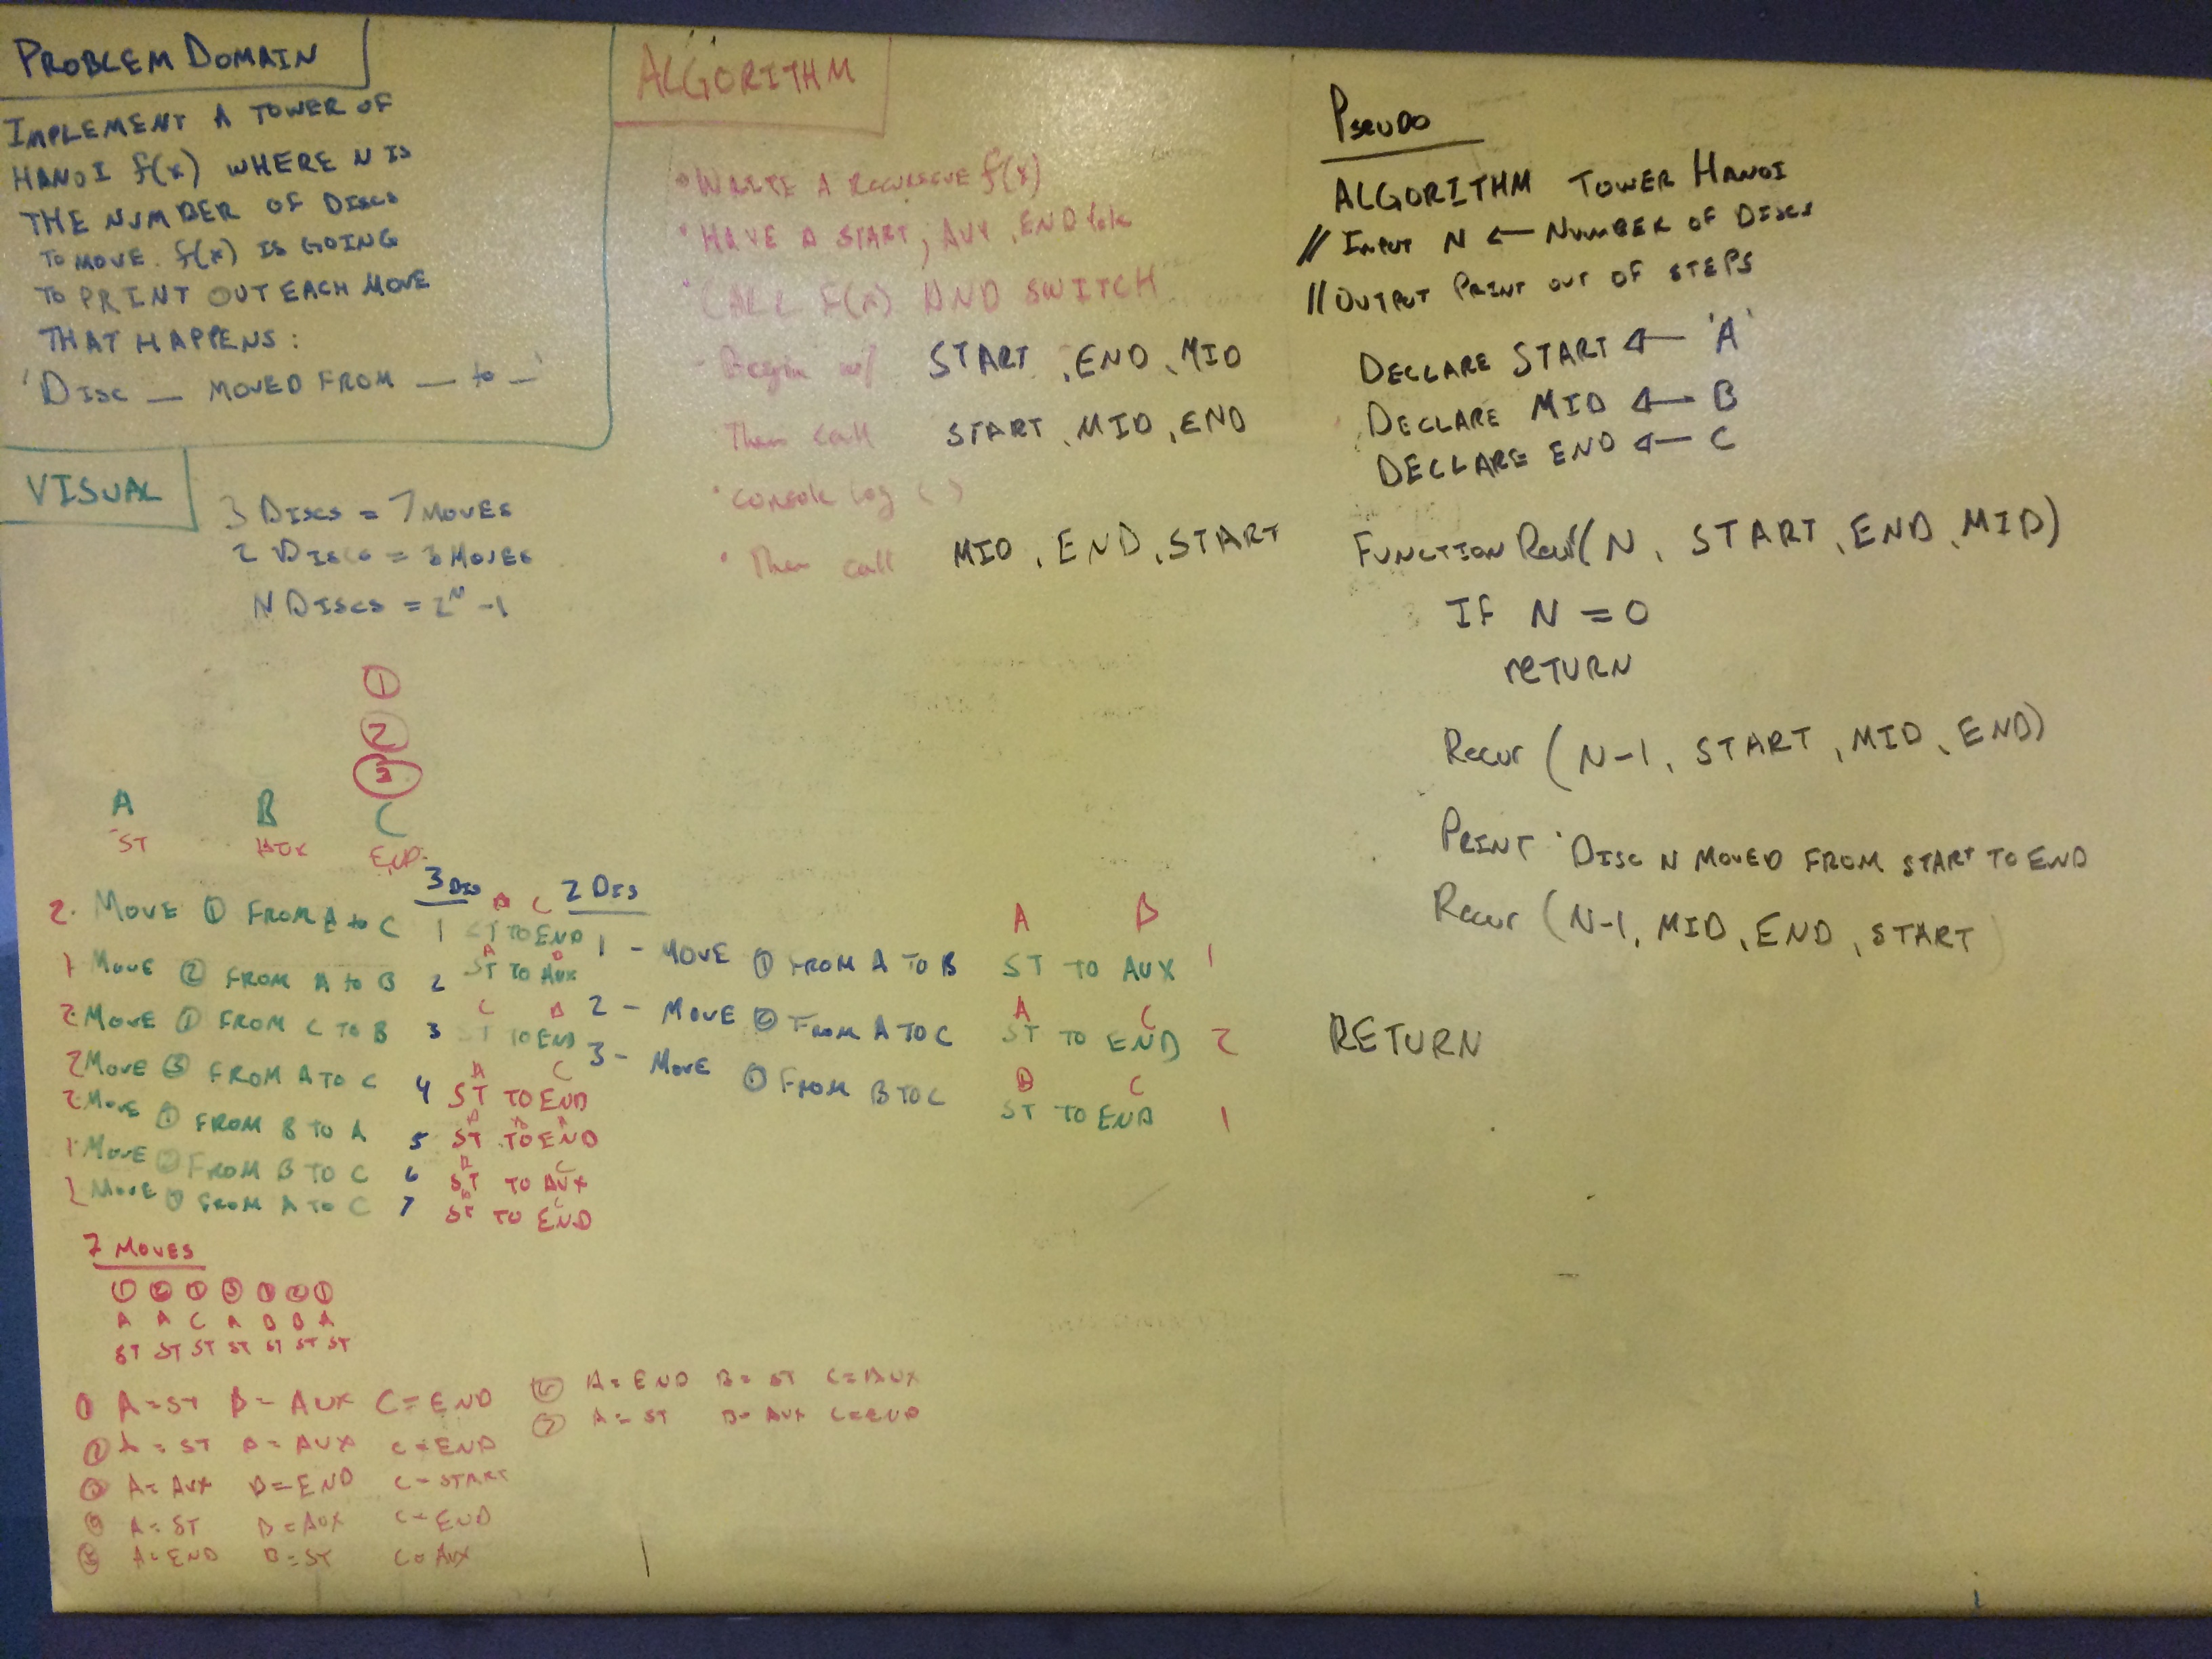 PROBLEM DOMAIN
IMPLEMENT A TOWER OF
HANOI f(x) WHERE N IS
THE NUMBER OF DISCS
TO MOVE. f(x) IS GOING
TO PRINT OUT EACH MOVE
THAT HAPPENS:
'DISC _ MOVED FROM _ to _'
VISUAL
3 DISCS = 7 MOVES
2 DISCS = 3 MOVES
N DISCS = 2^N -1
1
2
3
A B C
ST AUX END
3 DIS
2. MOVE ① FROM A to C 1 ST TO END
A C
1 MOVE ② FROM A to B 2 ST TO AUX
A B
2. MOVE ① FROM C TO B 3 ST TO END
C B
2 MOVE ③ FROM A TO C 4 ST TO END
A C
2. MOVE ① FROM B TO A 5 ST TO END
1. MOVE ② FROM B TO C 6 ST TO AUX
MOVE ① FROM A TO C 7 ST TO END
2 DIS
A B
1 - MOVE ① FROM A TO B ST TO AUX 1
A C
2 - MOVE ② FROM A TO C ST TO END 2
B C
3 - MOVE ① FROM B TO C ST TO END 1
7 MOVES
① ② ① ③ ① ② ①
A A C A B B A
ST ST ST ST ST ST ST
① A = ST B = AUX C = END
② A = ST B = AUX C = END
③ A = AUX B = END C = START
④ A = ST B = AUX C = END
⑤ A = END B = ST C = AUX
⑥ A = END B = ST C = AUX
⑦ A = ST B = AUX C = END
ALGORITHM
• WRITE A RECURSIVE f(x)
• HAVE A START, AUX, END
• CALL f(x) AND SWITCH
- Begin w/ START, END, MID
• Then call START, MID, END
• console log ( )
• Then call MID, END, START
PSEUDO
ALGORITHM TOWER HANOI
// INPUT N ← NUMBER OF DISCS
// OUTPUT PRINT OUT OF STEPS
DECLARE START ← 'A'
DECLARE MID ← B
DECLARE END ← C
FUNCTION Recur(N, START, END, MID)
IF N = 0
RETURN
Recur (N-1, START, MID, END)
PRINT 'DISC N MOVED FROM START TO END
Recur (N-1, MID, END, START)
RETURN